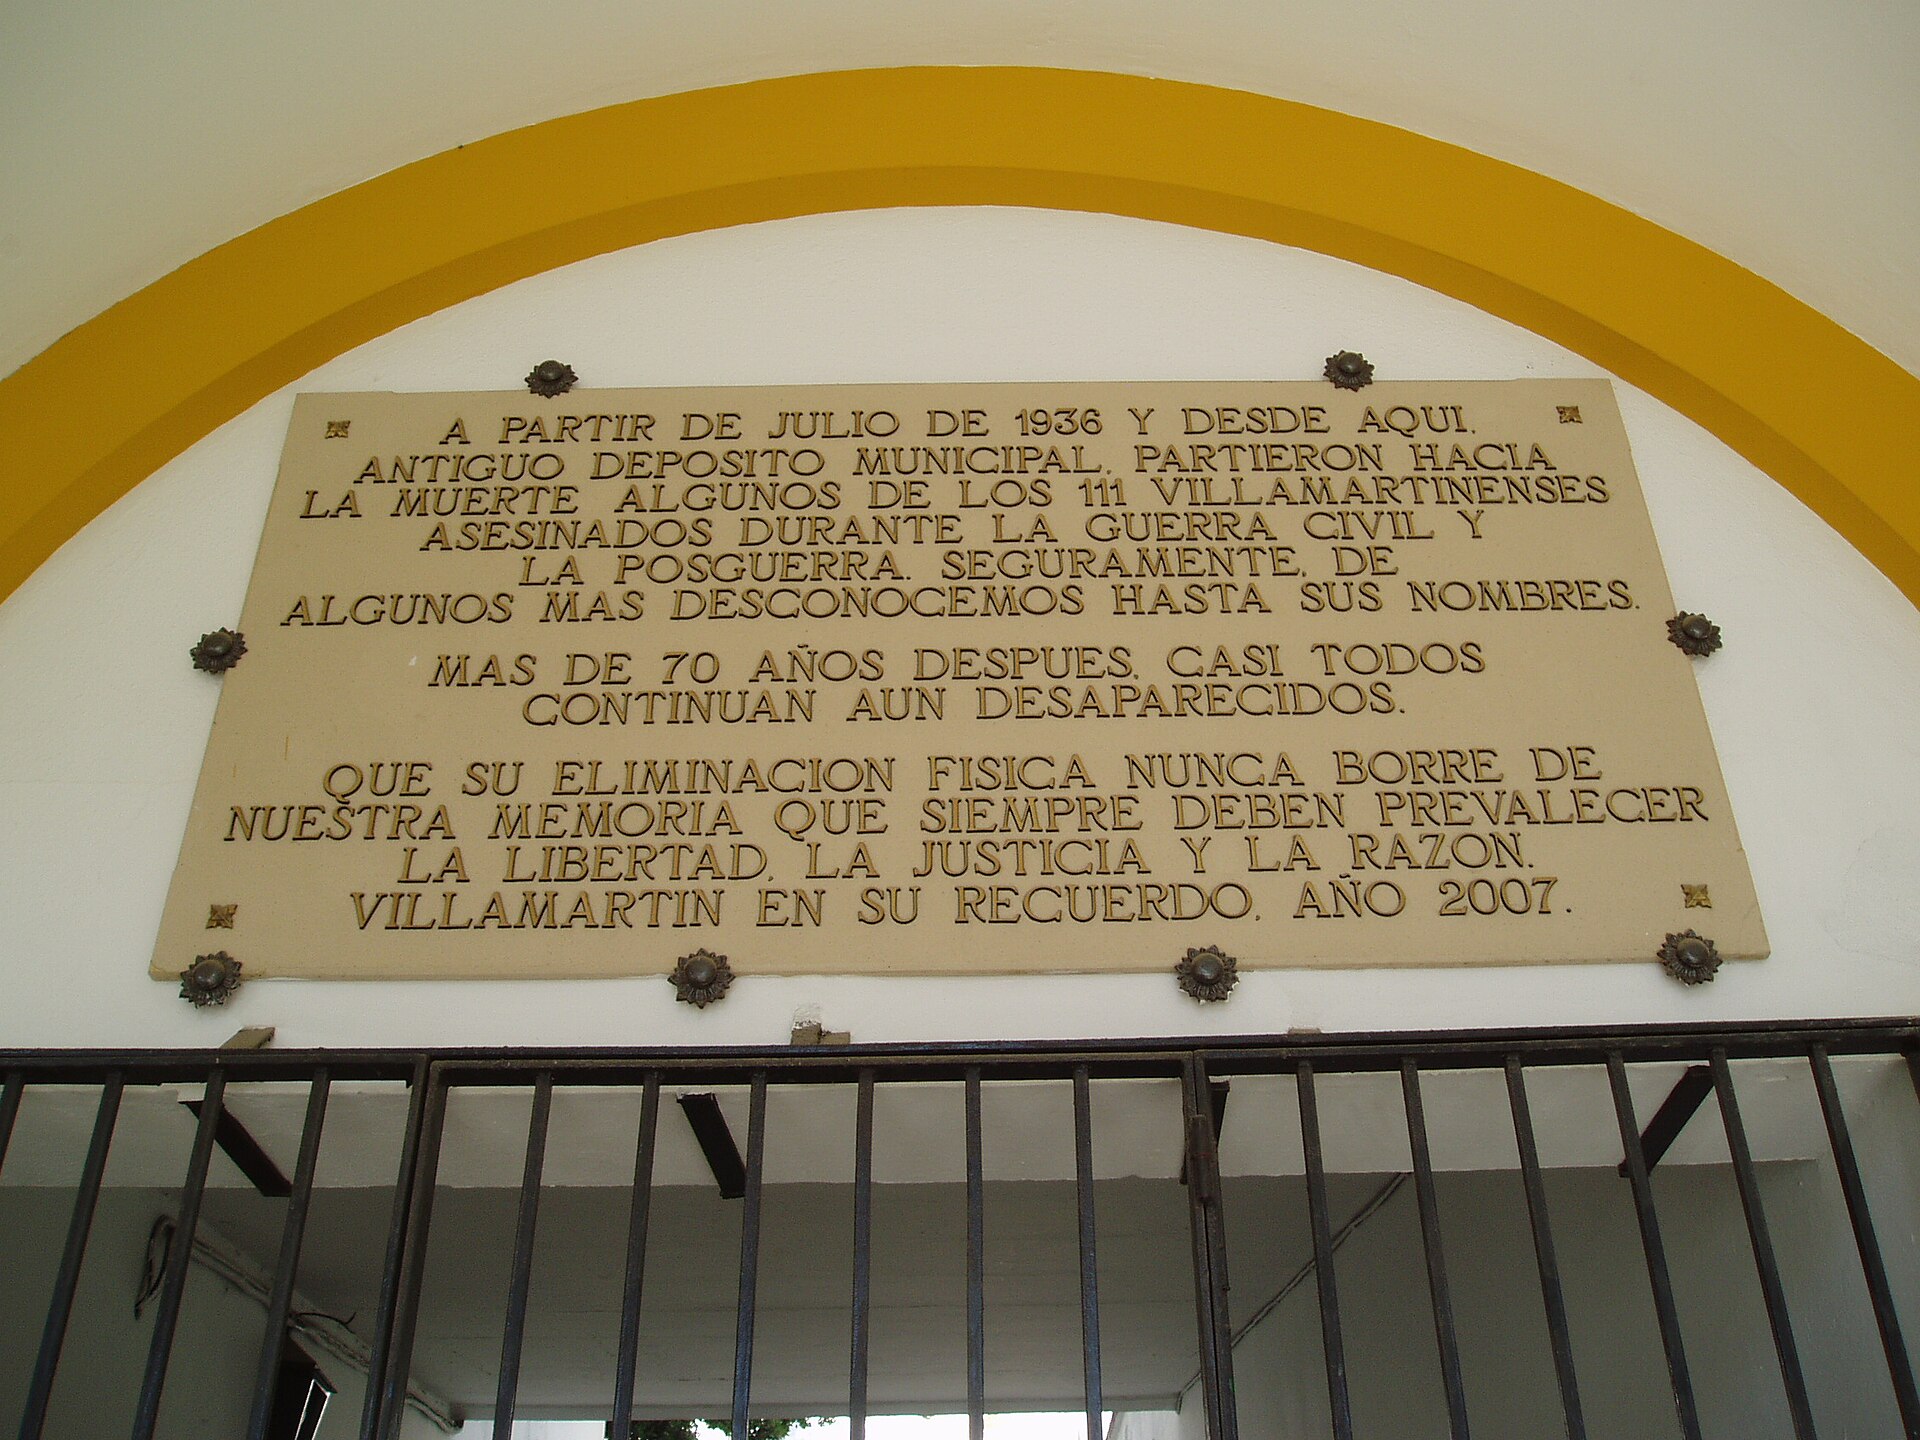 A PARTIR DE JULIO DE 1936 Y DESDE AQUI,
ANTIGUO DEPOSITO MUNICIPAL, PARTIERON HACIA
LA MUERTE ALGUNOS DE LOS 111 VILLAMARTINENSES
ASESINADOS DURANTE LA GUERRA CIVIL Y
LA POSGUERRA. SEGURAMENTE, DE
ALGUNOS MAS DESCONOCEMOS HASTA SUS NOMBRES.
MAS DE 70 AÑOS DESPUES, CASI TODOS
CONTINUAN AUN DESAPARECIDOS.
QUE SU ELIMINACION FISICA NUNCA BORRE DE
NUESTRA MEMORIA QUE SIEMPRE DEBEN PREVALECER
LA LIBERTAD, LA JUSTICIA Y LA RAZON.
VILLAMARTIN EN SU RECUERDO, AÑO 2007.